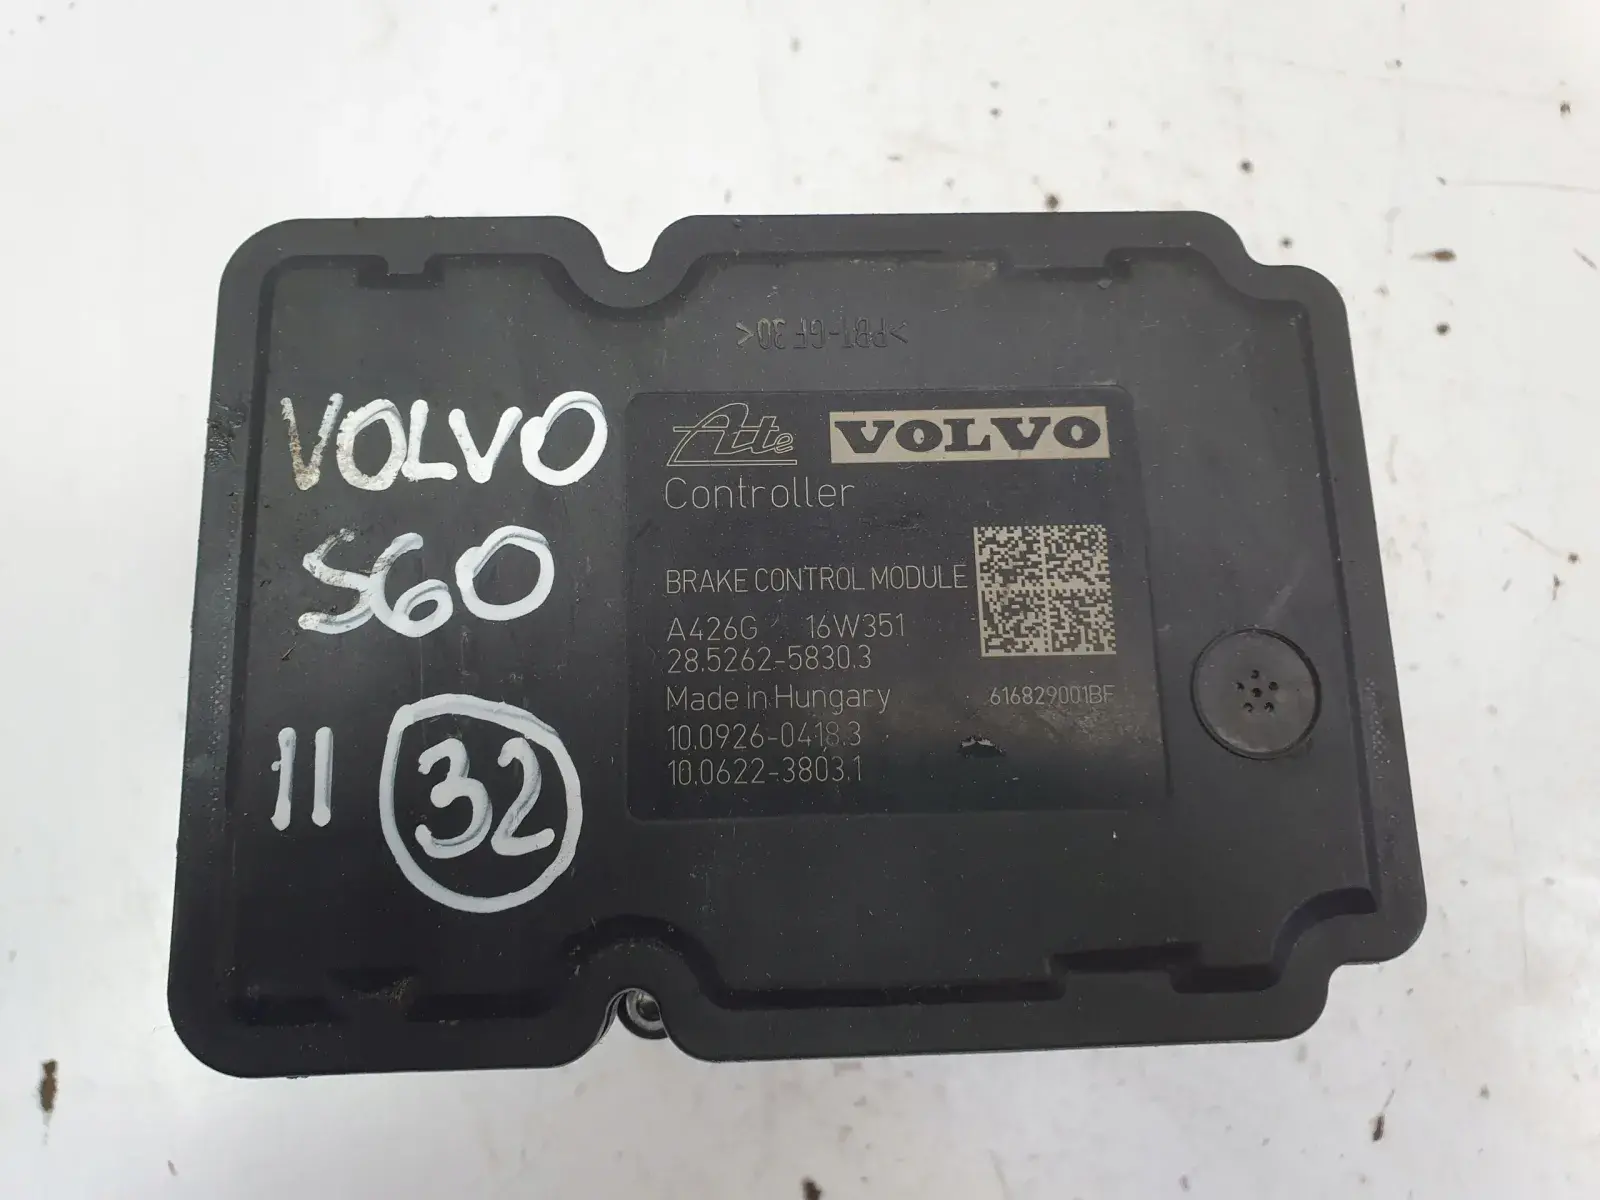 >PBT-GF30<
VOLVO
S60
11 32
Ate VOLVO
Controller
BRAKE CONTROL MODULE
A426G 16W351
28.5262-5830.3
Made in Hungary 616829001BF
10.0926-0418.3
10.0622-3803.1